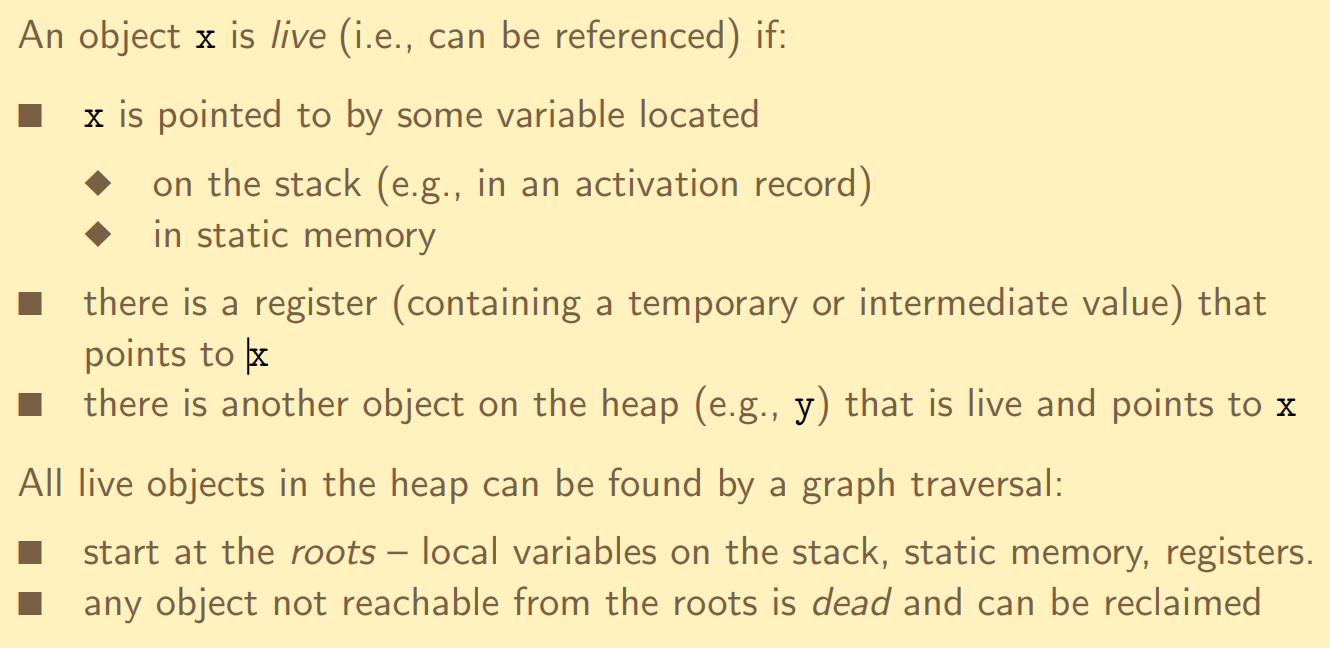 An object x is live (i.e., can be referenced) if:
■ x is pointed to by some variable located
◆ on the stack (e.g., in an activation record)
◆ in static memory
■ there is a register (containing a temporary or intermediate value) that
points to x
■ there is another object on the heap (e.g., y) that is live and points to x
All live objects in the heap can be found by a graph traversal:
■ start at the roots – local variables on the stack, static memory, registers.
■ any object not reachable from the roots is dead and can be reclaimed